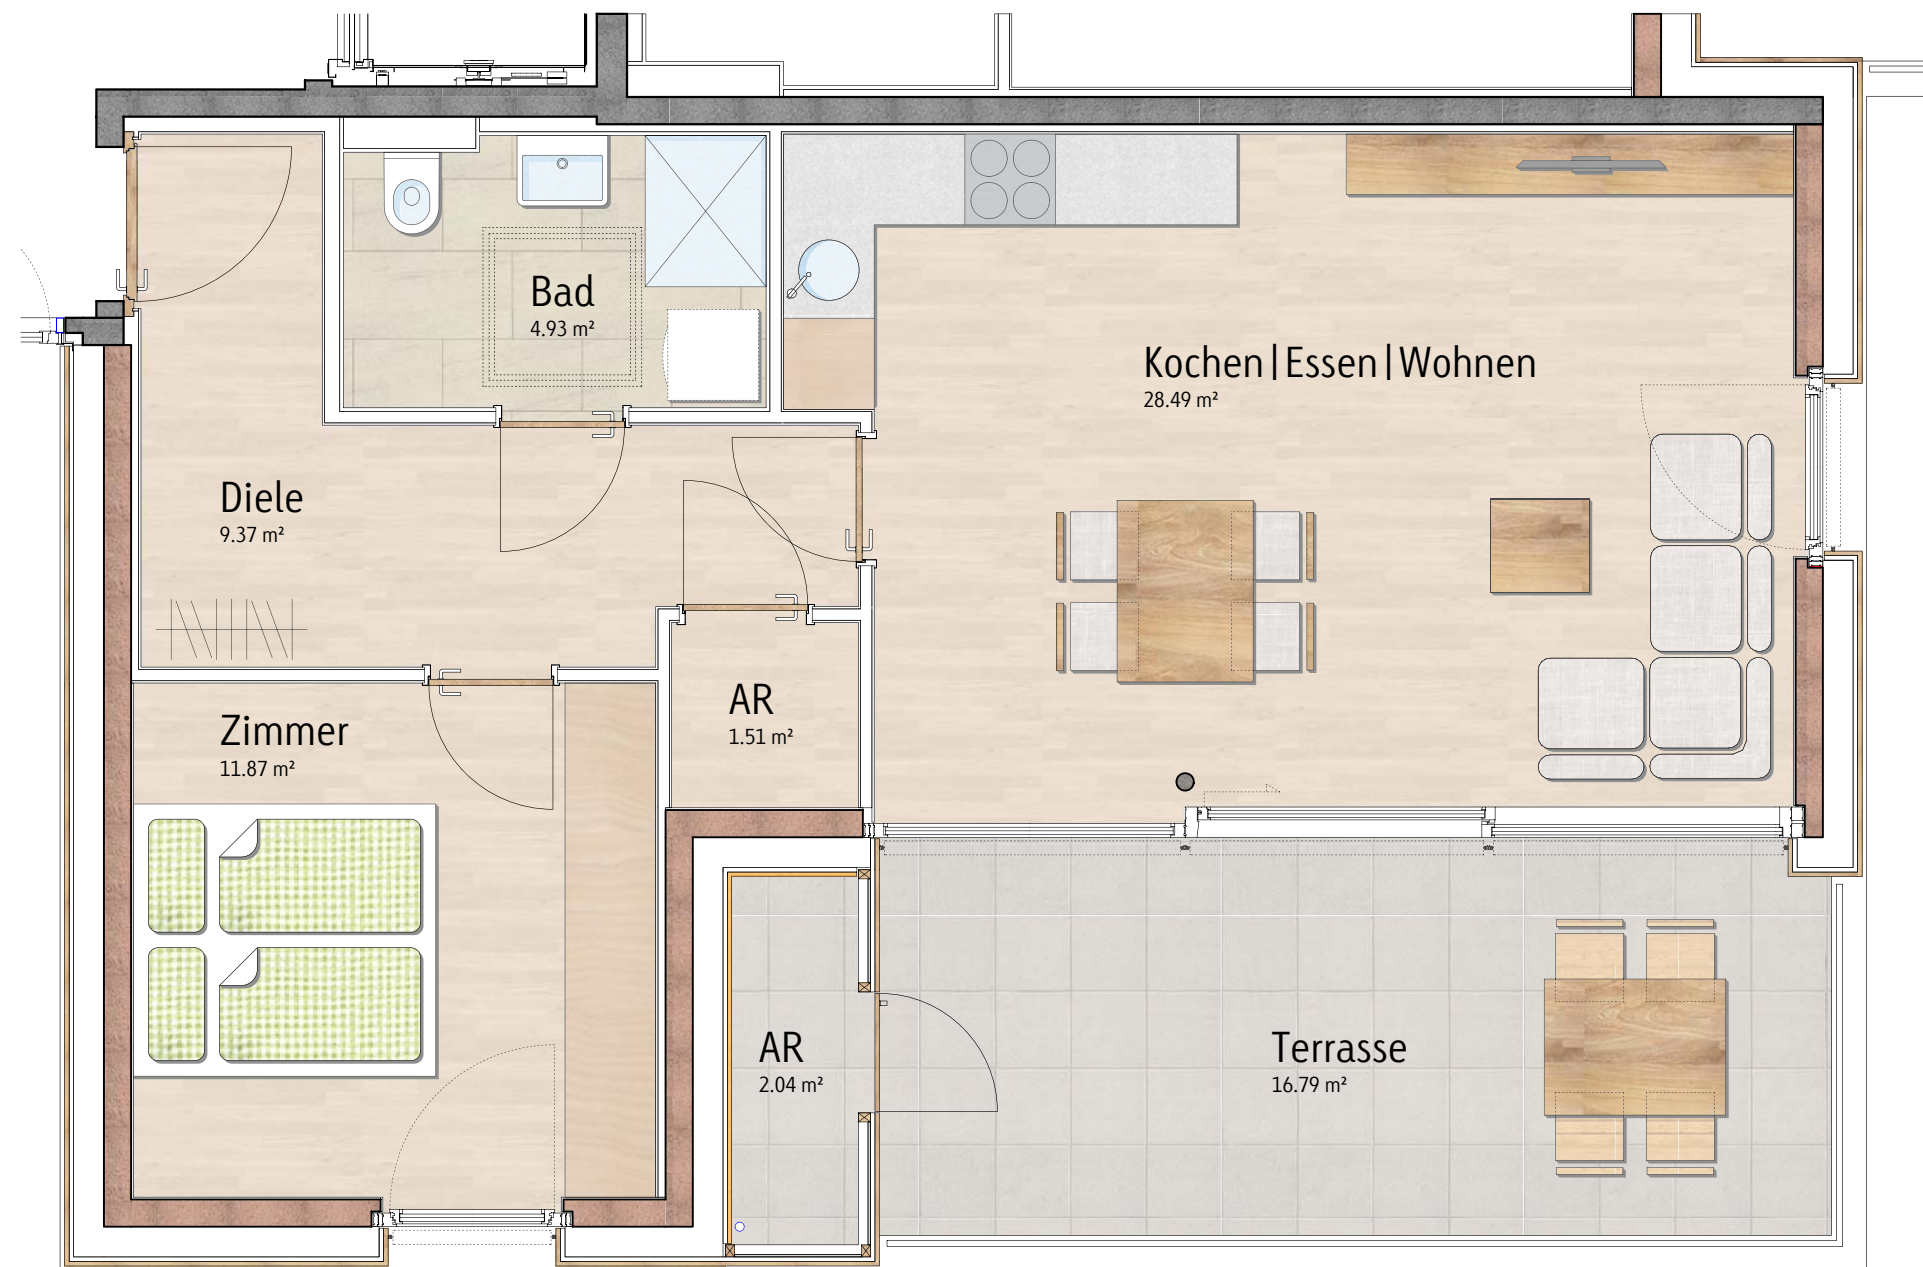 Bad
4.93 m²
Kochen|Essen|Wohnen
28.49 m²
Diele
9.37 m²
AR
1.51 m²
Zimmer
11.87 m²
AR
2.04 m²
Terrasse
16.79 m²